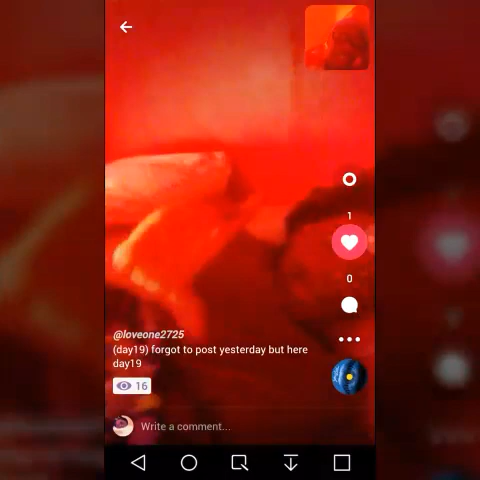 1
0
@loveone2725
(day19) forgot to post yesterday but here
day19
16
Write a comment...